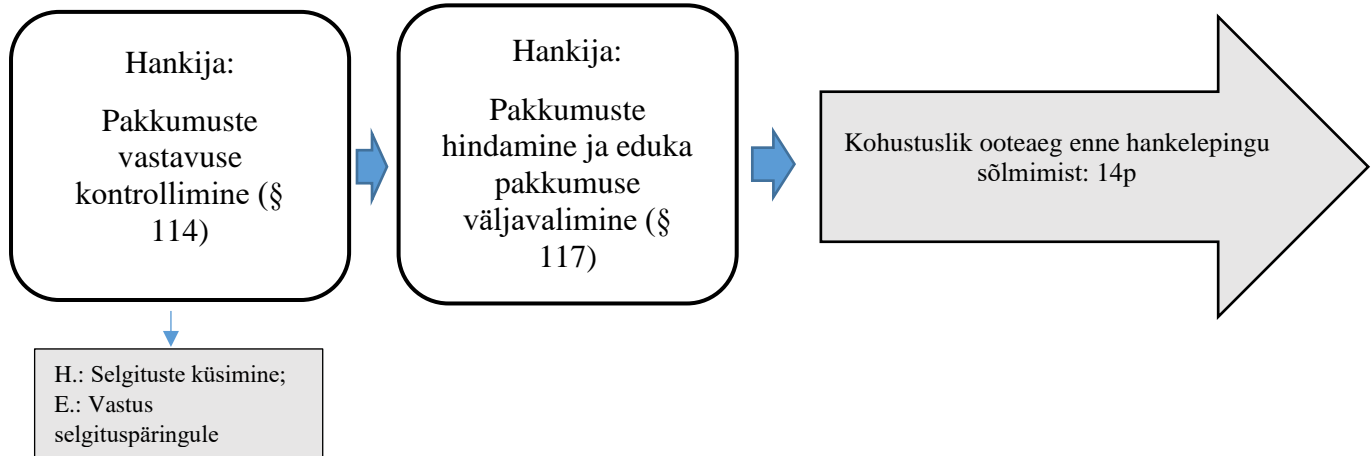 Hankija:
Pakkumuste
vastavuse
kontrollimine (§
114)
Hankija:
Pakkumuste
hindamine ja eduka
pakkumuse
väljavalimine (§
117)
Kohustuslik ooteaeg enne hankelepingu
sõlmimist: 14p
H.: Selgituste küsimine;
E.: Vastus
selgituspäringule